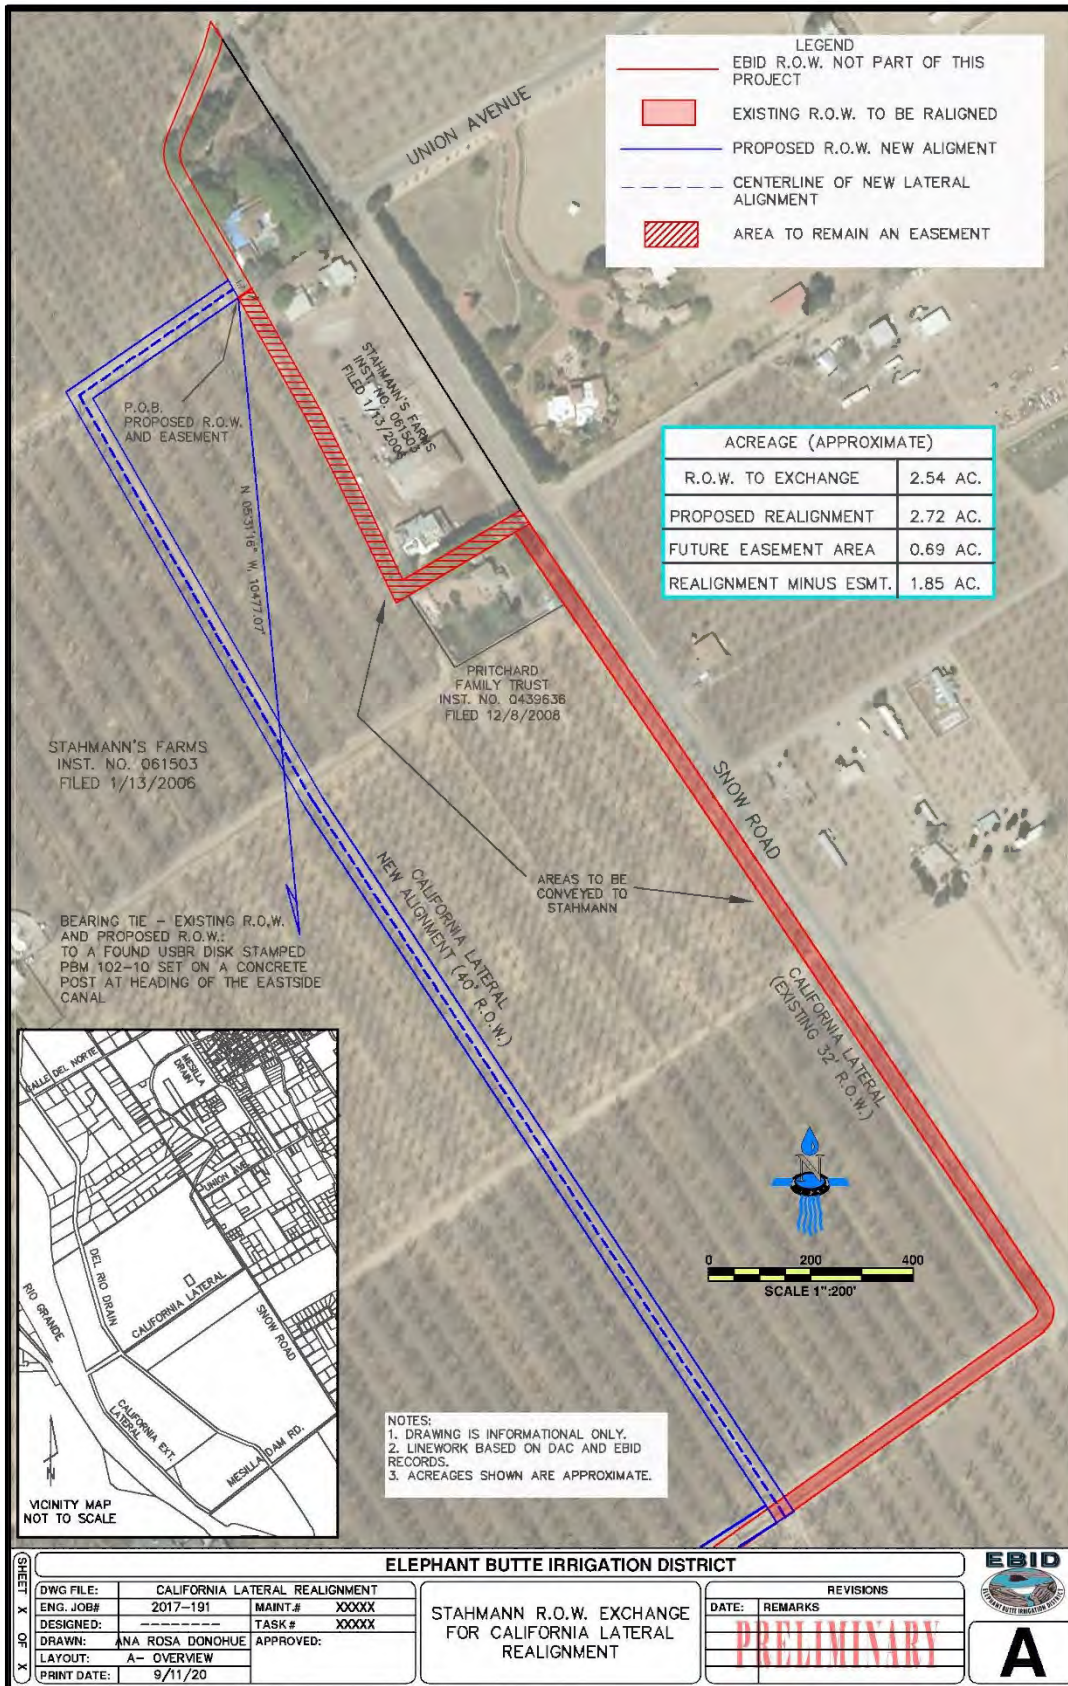 LEGEND
EBID R.O.W. NOT PART OF THIS
PROJECT
EXISTING R.O.W. TO BE RALIGNED
PROPOSED R.O.W. NEW ALIGMENT
CENTERLINE OF NEW LATERAL
ALIGNMENT
AREA TO REMAIN AN EASEMENT
UNION AVENUE
STAHMANN'S FARMS
INST. NO. 061503
FILED 1/13/2006
P.O.B.
PROPOSED R.O.W.
AND EASEMENT
ACREAGE (APPROXIMATE)
R.O.W. TO EXCHANGE 2.54 AC.
PROPOSED REALIGNMENT 2.72 AC.
FUTURE EASEMENT AREA 0.69 AC.
REALIGNMENT MINUS ESMT. 1.85 AC.
N 0531'16" W, 10477.07'
PRITCHARD
FAMILY TRUST
INST. NO. 0439636
FILED 12/8/2008
STAHMANN'S FARMS
INST. NO. 061503
FILED 1/13/2006
SNOW ROAD
CALIFORNIA LATERAL
NEW ALIGNMENT (40' R.O.W.)
AREAS TO BE
CONVEYED TO
STAHMANN
BEARING TIE – EXISTING R.O.W.
AND PROPOSED R.O.W.:
TO A FOUND USBR DISK STAMPED
PBM 102-10 SET ON A CONCRETE
POST AT HEADING OF THE EASTSIDE
CANAL
CALIFORNIA LATERAL
(EXISTING 32' R.O.W.)
N
0 200 400
SCALE 1":200'
CALLE DEL NORTE
MESILLA
DRAIN
UNION AVE
DEL RIO DRAIN
RIO GRANDE
CALIFORNIA LATERAL
SNOW ROAD
CALIFORNIA EXT.
LATERAL
MESILLA DAM RD.
N
VICINITY MAP
NOT TO SCALE
NOTES:
1. DRAWING IS INFORMATIONAL ONLY.
2. LINEWORK BASED ON DAC AND EBID
RECORDS.
3. ACREAGES SHOWN ARE APPROXIMATE.
SHEET X OF X
ELEPHANT BUTTE IRRIGATION DISTRICT
DWG FILE: CALIFORNIA LATERAL REALIGNMENT
ENG. JOB# 2017-191 MAINT.# XXXXX
DESIGNED: --------- TASK # XXXXX
DRAWN: ANA ROSA DONOHUE APPROVED:
LAYOUT: A- OVERVIEW
PRINT DATE: 9/11/20
STAHMANN R.O.W. EXCHANGE
FOR CALIFORNIA LATERAL
REALIGNMENT
REVISIONS
DATE: REMARKS
PRELIMINARY
EBID
ELEPHANT BUTTE IRRIGATION DISTRICT
A